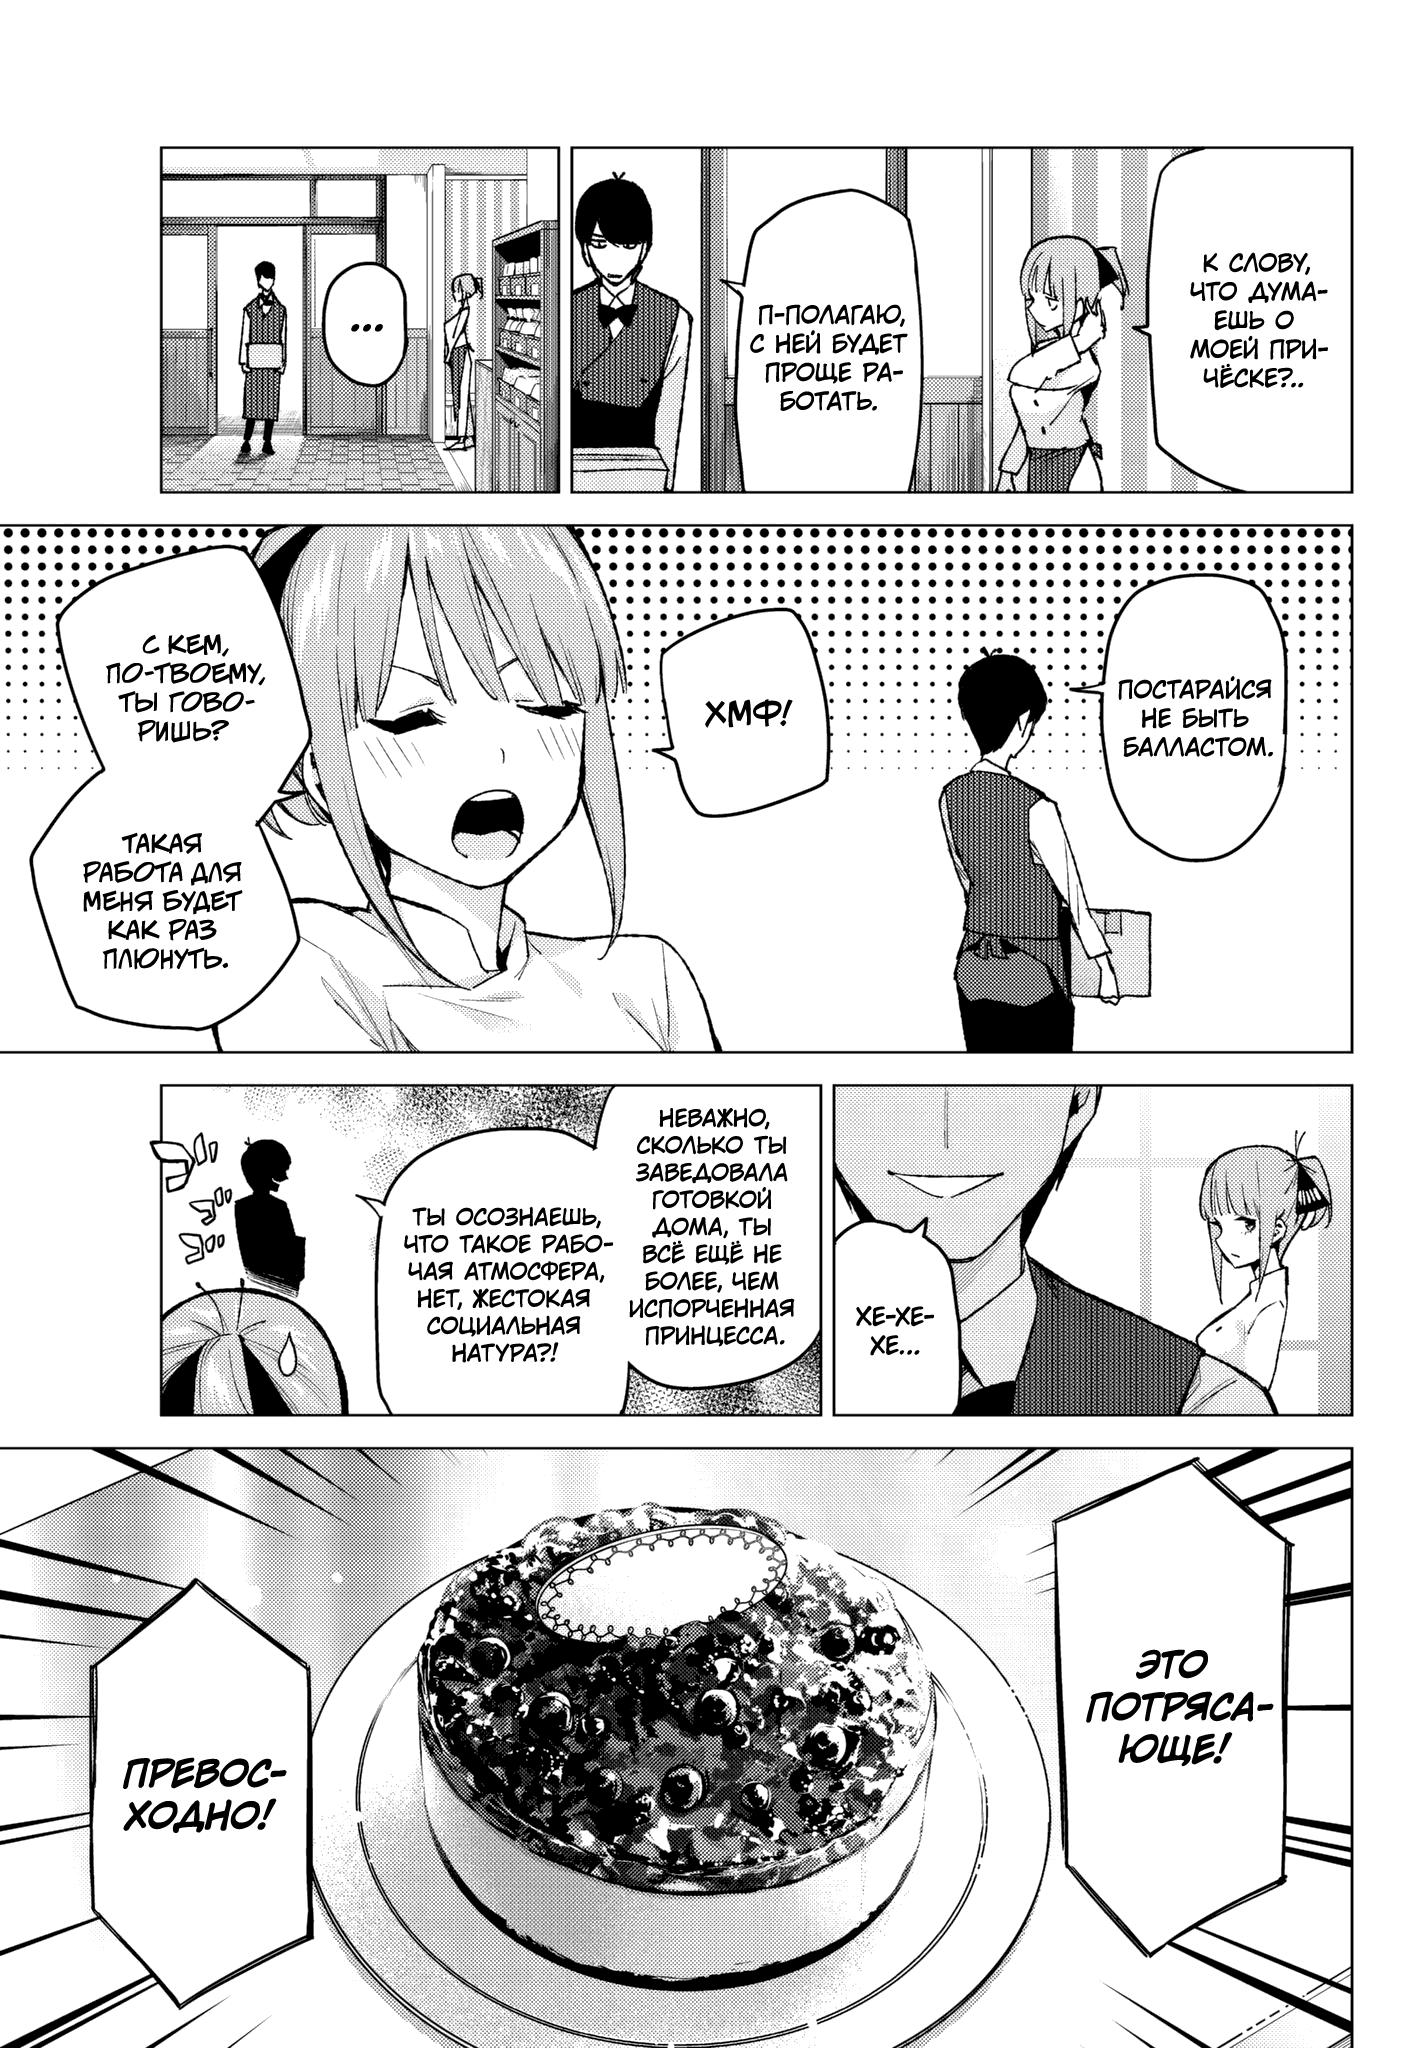 К СЛОВУ,
ЧТО ДУМА-
ЕШЬ О
МОЕЙ ПРИ-
ЧЁСКЕ?..
П-ПОЛАГАЮ,
С НЕЙ БУДЕТ
ПРОЩЕ РА-
БОТАТЬ.
...
ПОСТАРАЙСЯ
НЕ БЫТЬ
БАЛЛАСТОМ.
ХМФ!
С КЕМ,
ПО-ТВОЕМУ,
ТЫ ГОВО-
РИШЬ?
ТАКАЯ
РАБОТА ДЛЯ
МЕНЯ БУДЕТ
КАК РАЗ
ПЛЮНУТЬ.
ХЕ-ХЕ-
ХЕ...
НЕВАЖНО,
СКОЛЬКО ТЫ
ЗАВЕДОВАЛА
ГОТОВКОЙ
ДОМА, ТЫ
ВСЁ ЕЩЁ НЕ
БОЛЕЕ, ЧЕМ
ИСПОРЧЕННАЯ
ПРИНЦЕССА.
ТЫ ОСОЗНАЕШЬ,
ЧТО ТАКОЕ РАБО-
ЧАЯ АТМОСФЕРА,
НЕТ, ЖЕСТОКАЯ
СОЦИАЛЬНАЯ
НАТУРА?!
ЭТО
ПОТРЯСА-
ЮЩЕ!
ПРЕВОС-
ХОДНО!